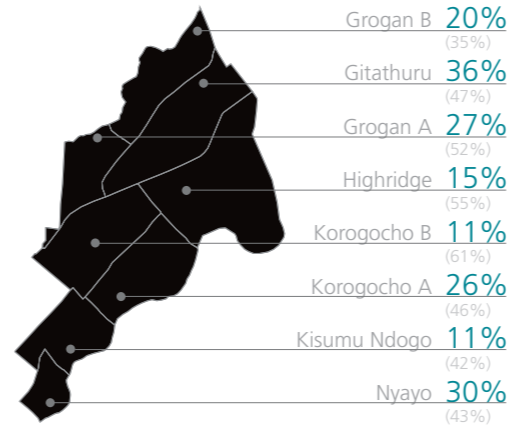 Grogan B 20%
(35%)
Gitathuru 36%
(47%)
Grogan A 27%
(52%)
Highridge 15%
(55%)
Korogocho B 11%
(61%)
Korogocho A 26%
(46%)
Kisumu Ndogo 11%
(42%)
Nyayo 30%
(43%)